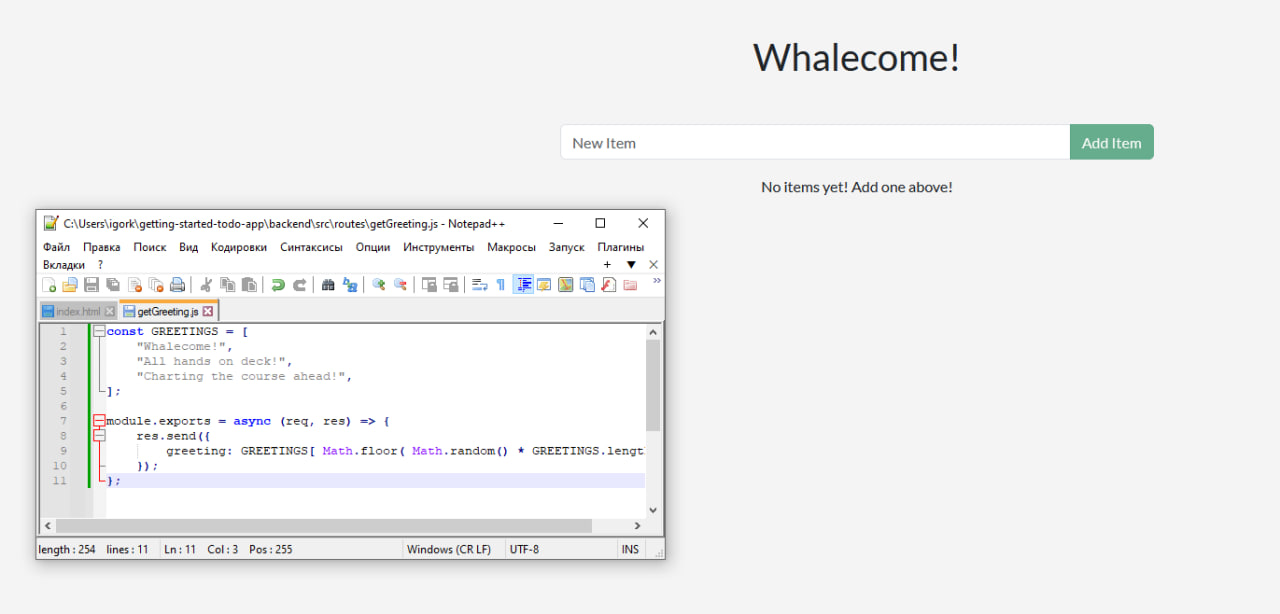 Whalecome!
New Item
Add Item
No items yet! Add one above!
C:\Users\igork\getting-started-todo-app\backend\src\routes\getGreeting.js - Notepad++
Файл Правка Поиск Вид Кодировки Синтаксисы Опции Инструменты Макросы Запуск Плагины
Вкладки ?
index.html getGreeting.js
1 const GREETINGS = [
2 "Whalecome!",
3 "All hands on deck!",
4 "Charting the course ahead!",
5 ];
6
7 module.exports = async (req, res) => {
8 res.send({
9 greeting: GREETINGS[ Math.floor( Math.random() * GREETINGS.length
10 });
11 };
length : 254 lines : 11 Ln : 11 Col : 3 Pos : 255 Windows (CR LF) UTF-8 INS